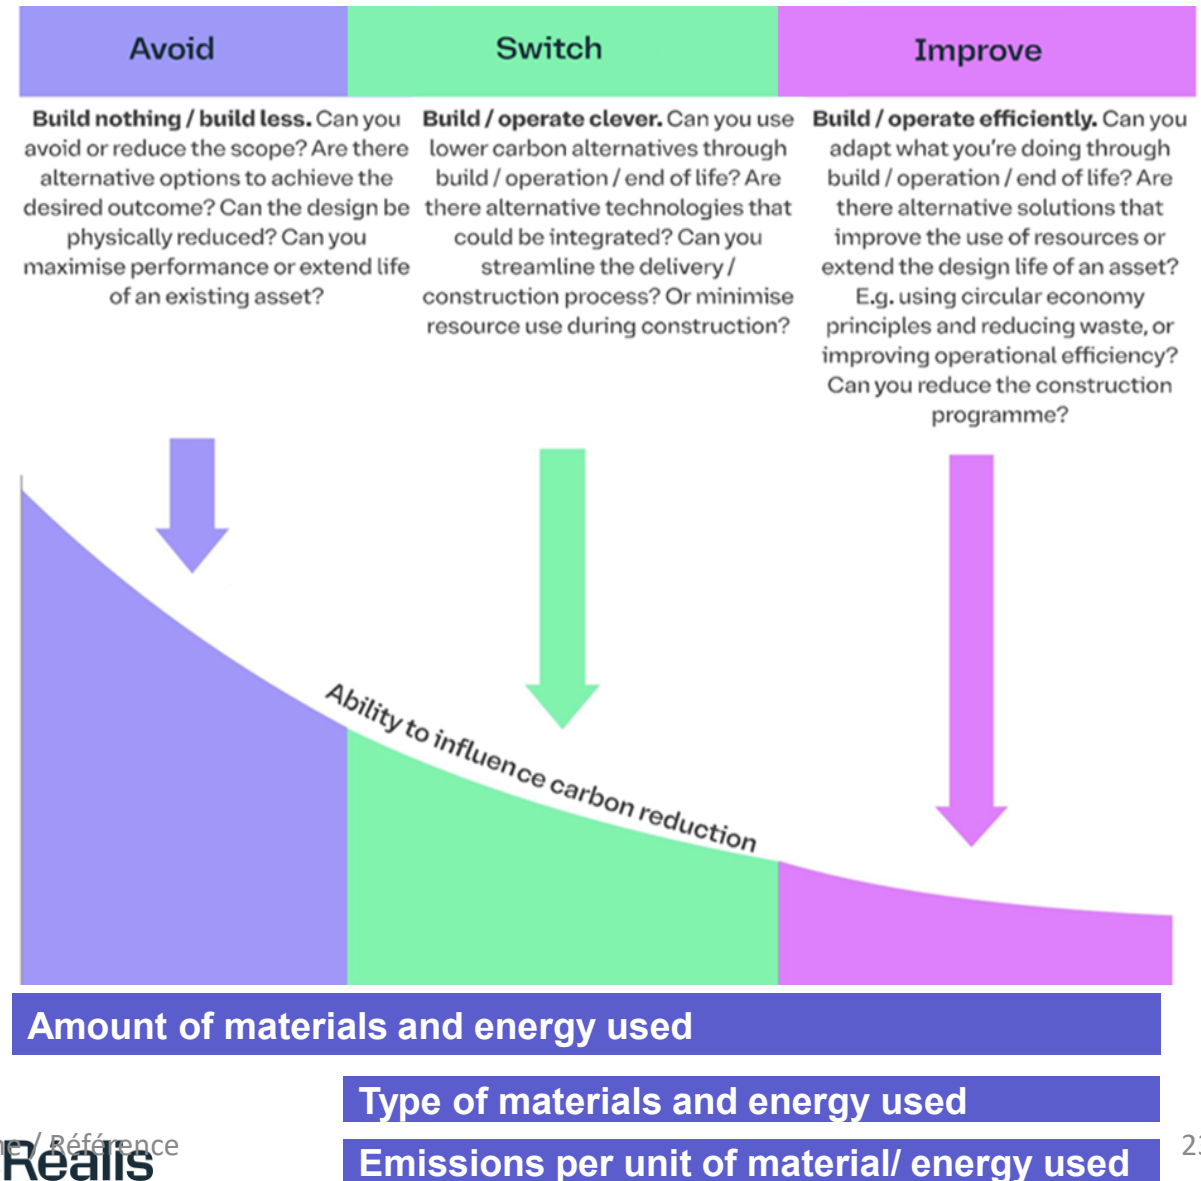 Avoid
Switch
Improve
Build nothing / build less. Can you
avoid or reduce the scope? Are there
alternative options to achieve the
desired outcome? Can the design be
physically reduced? Can you
maximise performance or extend life
of an existing asset?
Build / operate clever. Can you use
lower carbon alternatives through
build / operation / end of life? Are
there alternative technologies that
could be integrated? Can you
streamline the delivery /
construction process? Or minimise
resource use during construction?
Build / operate efficiently. Can you
adapt what you're doing through
build / operation / end of life? Are
there alternative solutions that
improve the use of resources or
extend the design life of an asset?
E.g. using circular economy
principles and reducing waste, or
improving operational efficiency?
Can you reduce the construction
programme?
Ability to influence carbon reduction
Amount of materials and energy used
Type of materials and energy used
/ Référence
Réalis
Emissions per unit of material/ energy used